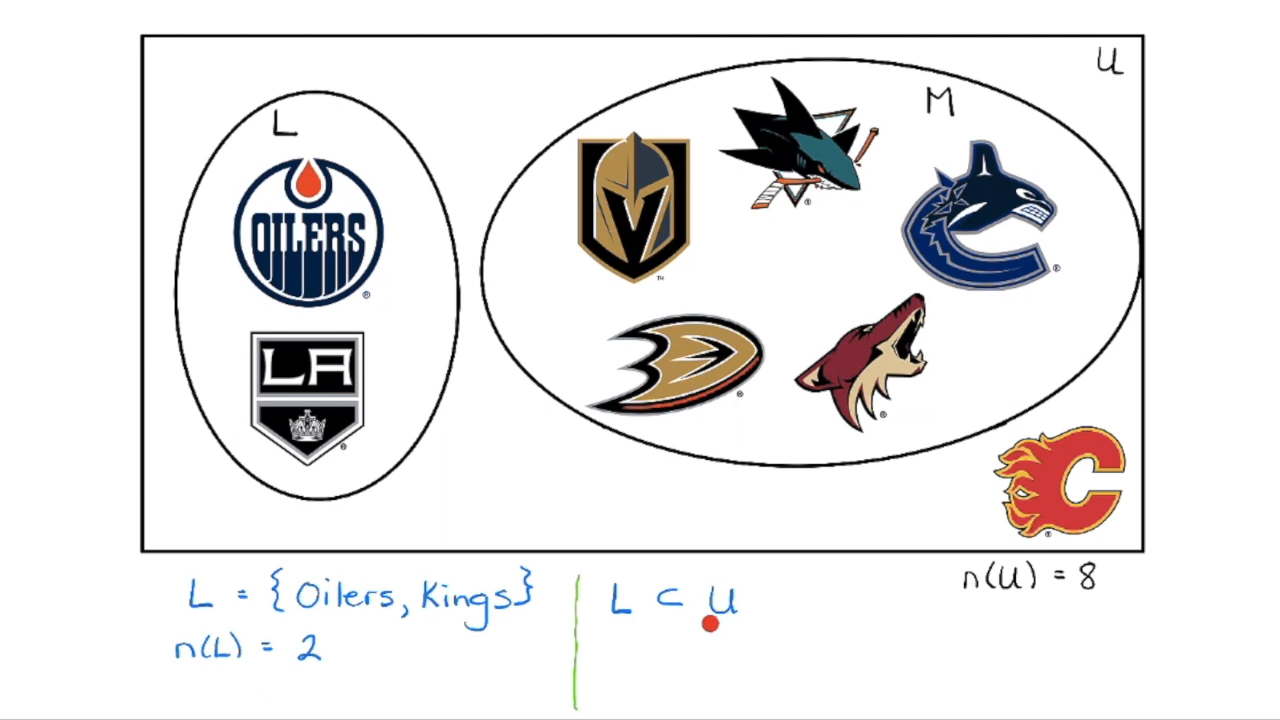 U
L
M
OILERS
LA
L = {Oilers, Kings}
L ⊂ U
n(U) = 8
n(L) = 2